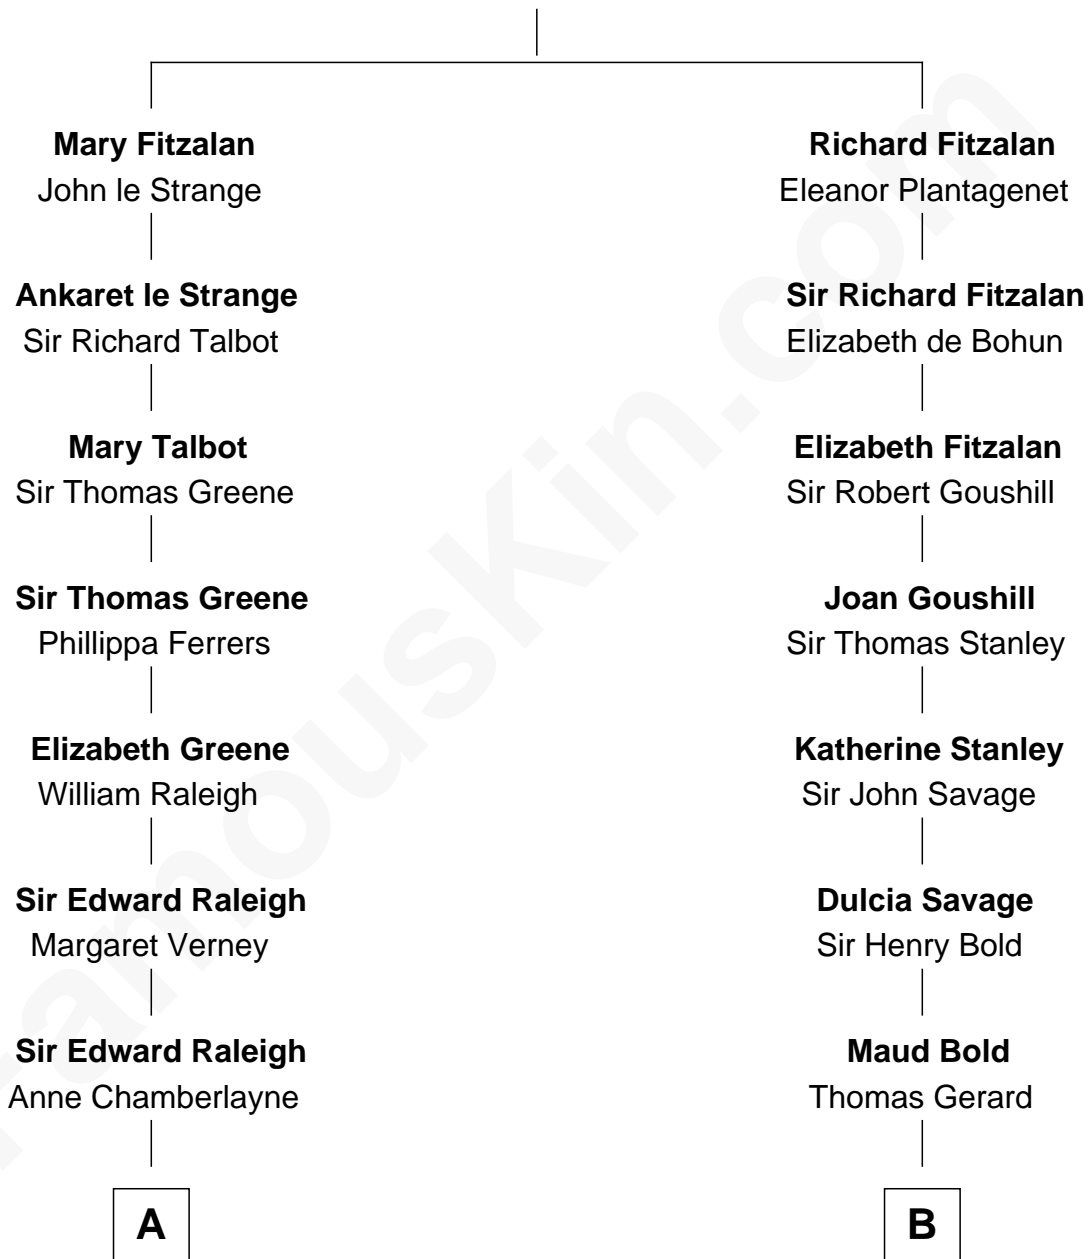 Mary Fitzalan
John le Strange
Ankaret le Strange
Sir Richard Talbot
Mary Talbot
Sir Thomas Greene
Sir Thomas Greene
Phillippa Ferrers
Elizabeth Greene
William Raleigh
Sir Edward Raleigh
Margaret Verney
Sir Edward Raleigh
Anne Chamberlayne
A
Richard Fitzalan
Eleanor Plantagenet
Sir Richard Fitzalan
Elizabeth de Bohun
Elizabeth Fitzalan
Sir Robert Goushill
Joan Goushill
Sir Thomas Stanley
Katherine Stanley
Sir John Savage
Dulcia Savage
Sir Henry Bold
Maud Bold
Thomas Gerard
B
FamousKin.com